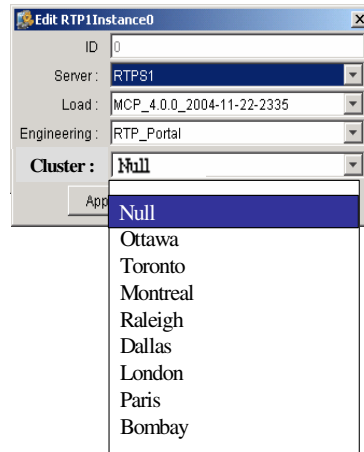 Edit RTP1Instance0
ID 0
Server : RTPS1
Load : MCP_4.0.0_2004-11-22-2335
Engineering : RTP_Portal
Cluster : Null
App
Null
Ottawa
Toronto
Montreal
Raleigh
Dallas
London
Paris
Bombay